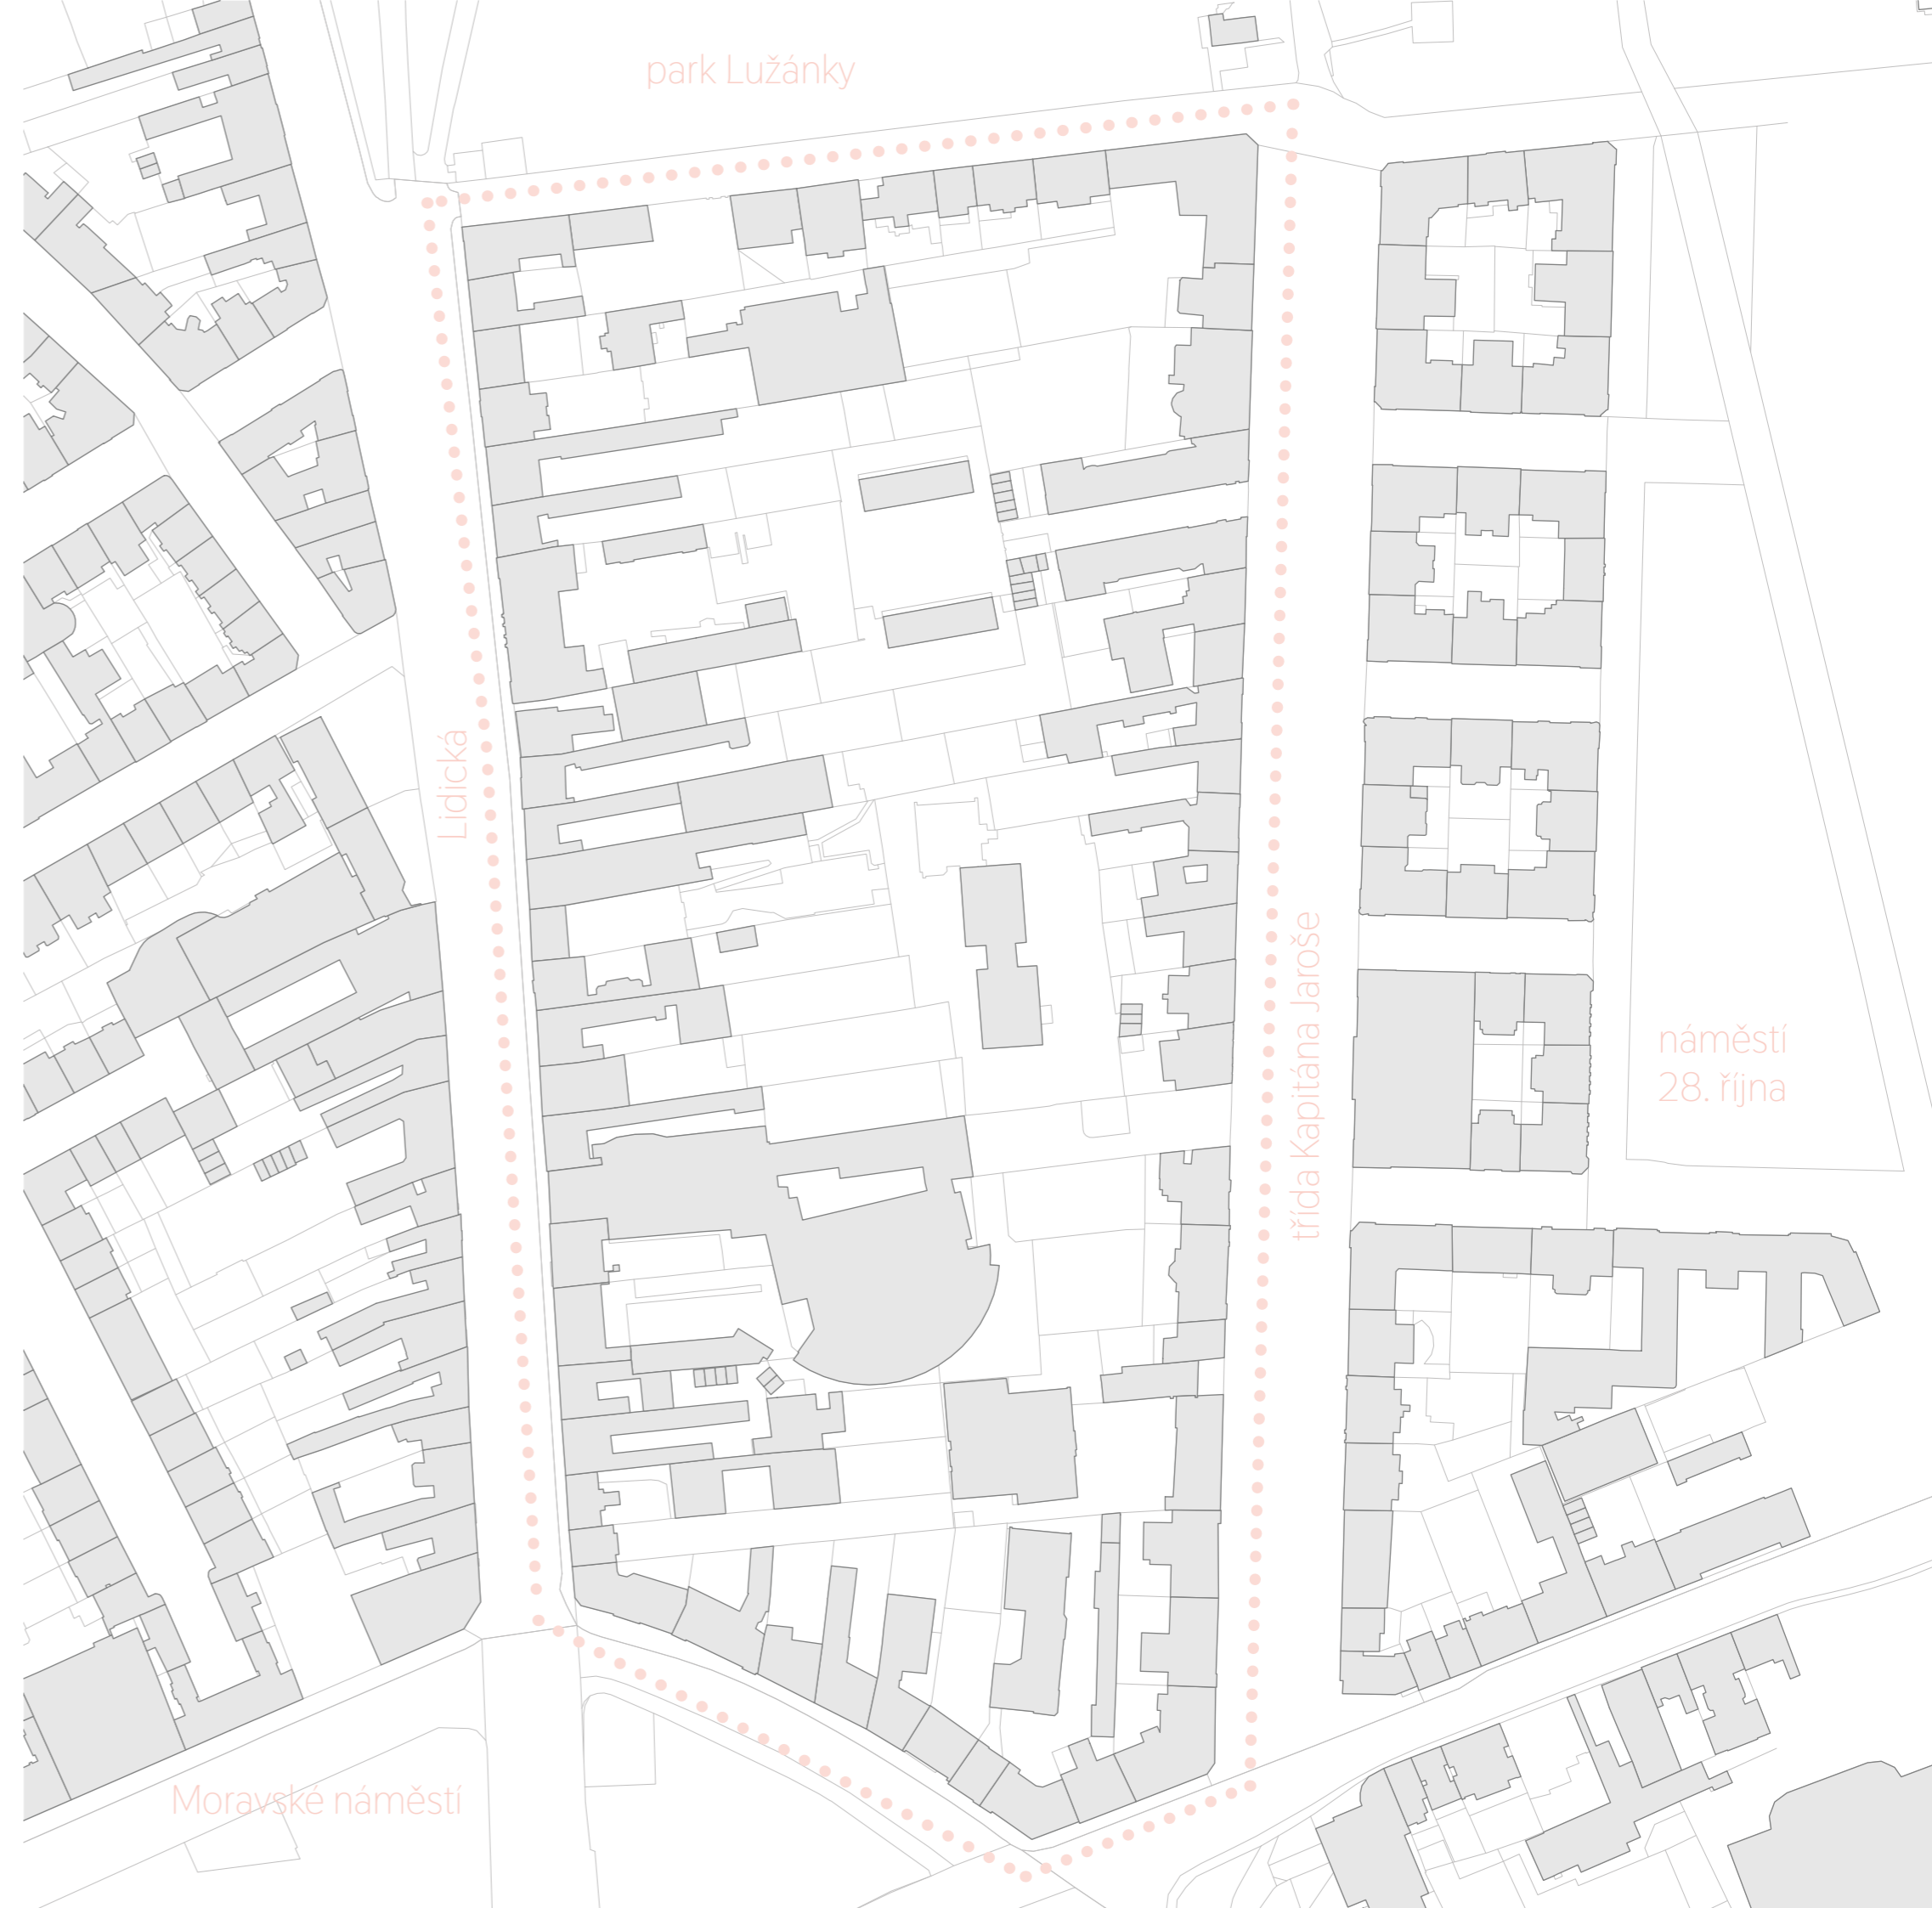 park Lužánky
Lidická
třída Kapitána Jaroše
náměstí
28. října
Moravské náměstí